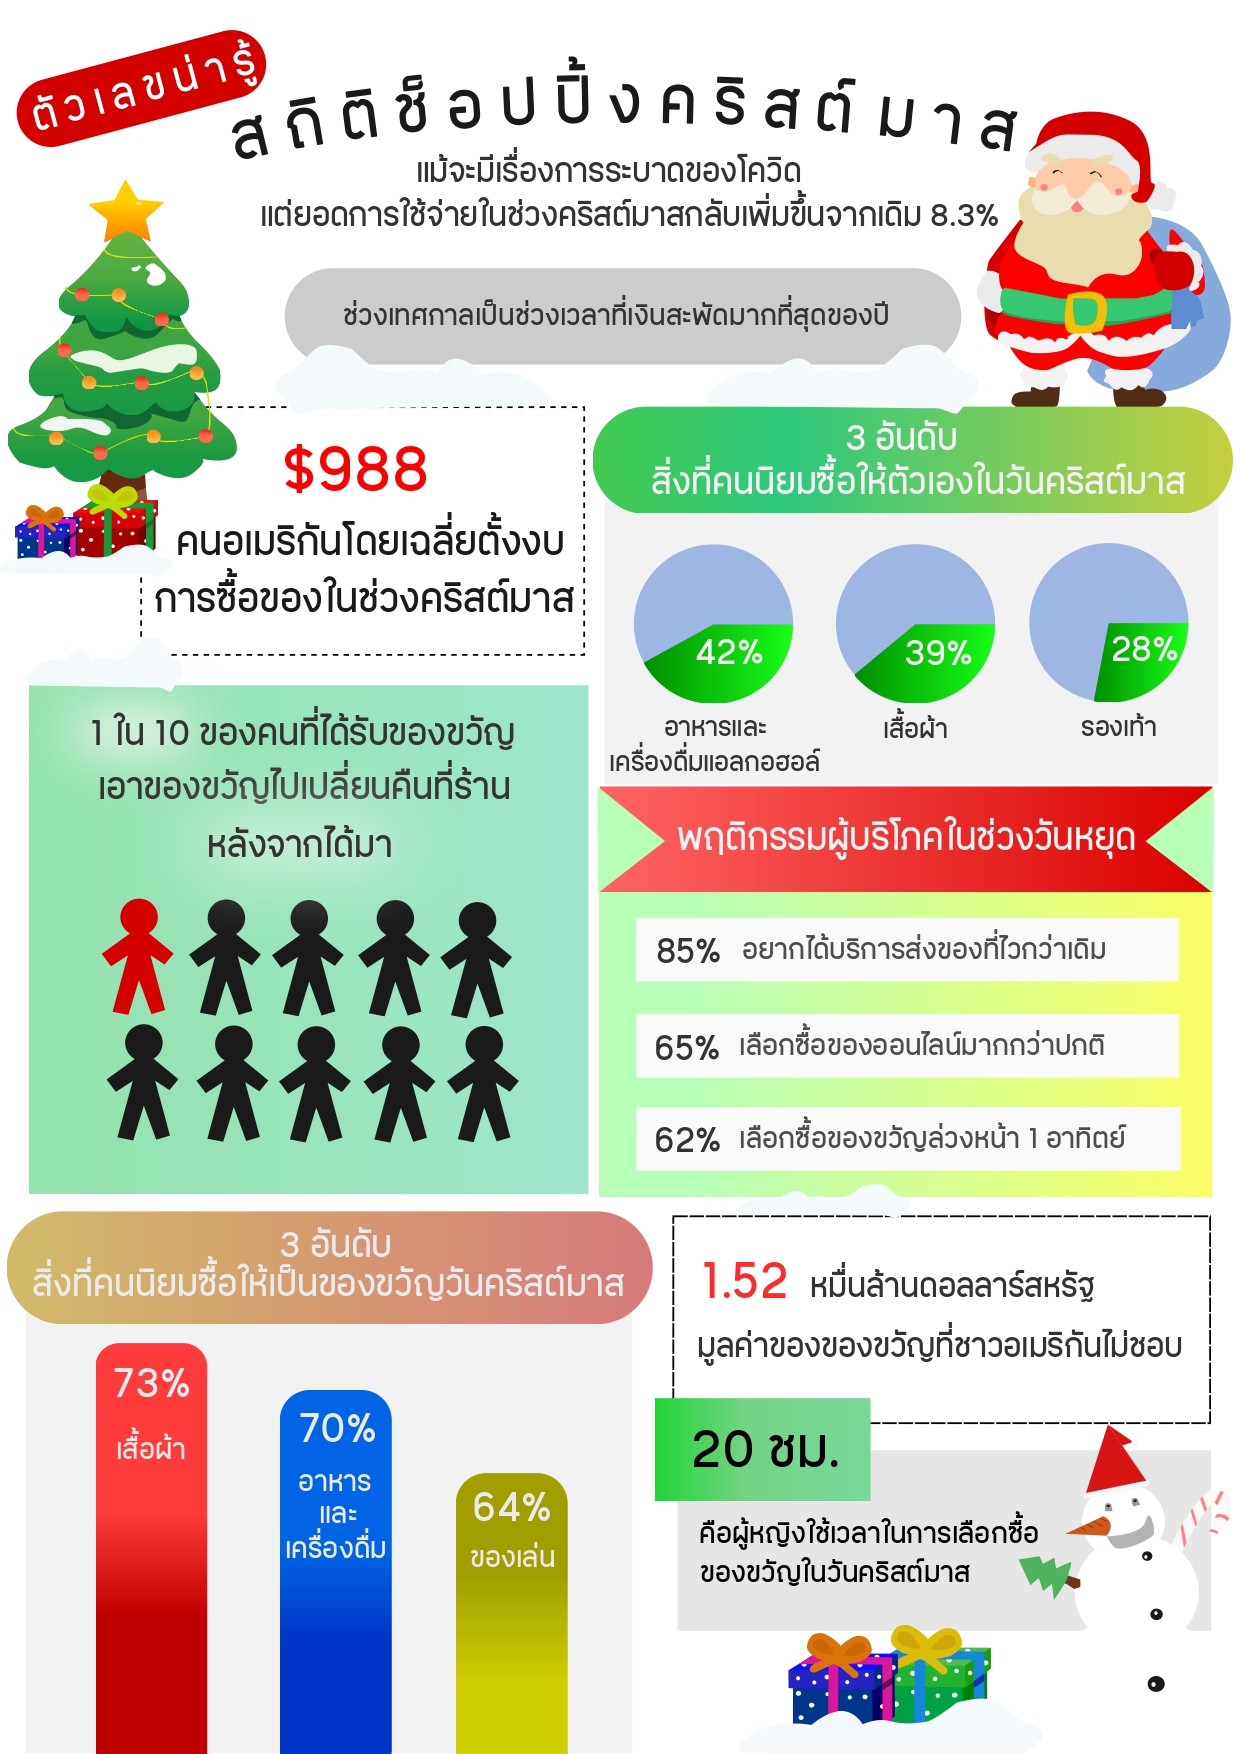 ตัวเลขน่ารู้
สถิติช็อปปิ้งคริสต์มาส
แม้จะมีเรื่องการระบาดของโควิด
แต่ยอดการใช้จ่ายในช่วงคริสต์มาสกลับเพิ่มขึ้นจากเดิม 8.3%
ช่วงเทศกาลเป็นช่วงเวลาที่เงินสะพัดมากที่สุดของปี
$988
คนอเมริกันโดยเฉลี่ยตั้งงบ
การซื้อของในช่วงคริสต์มาส
3 อันดับ
สิ่งที่คนนิยมซื้อให้ตัวเองในวันคริสต์มาส
42%
39%
28%
อาหารและ
เครื่องดื่มแอลกอฮอล์
เสื้อผ้า
รองเท้า
1 ใน 10 ของคนที่ได้รับของขวัญ
เอาของขวัญไปเปลี่ยนคืนที่ร้าน
หลังจากได้มา
พฤติกรรมผู้บริโภคในช่วงวันหยุด
85% อยากได้บริการส่งของที่ไวกว่าเดิม
65% เลือกซื้อของออนไลน์มากกว่าปกติ
62% เลือกซื้อของขวัญล่วงหน้า 1 อาทิตย์
3 อันดับ
สิ่งที่คนนิยมซื้อให้เป็นของขวัญวันคริสต์มาส
73%
เสื้อผ้า
70%
อาหาร
และ
เครื่องดื่ม
64%
ของเล่น
1.52 หมื่นล้านดอลลาร์สหรัฐ
มูลค่าของของขวัญที่ชาวอเมริกันไม่ชอบ
20 ชม.
คือผู้หญิงใช้เวลาในการเลือกซื้อ
ของขวัญในวันคริสต์มาส